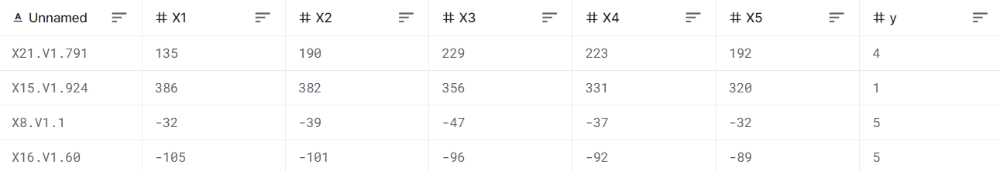 Unnamed X1 X2 X3 X4 X5 y
X21.V1.791 135 190 229 223 192 4
X15.V1.924 386 382 356 331 320 1
X8.V1.1 -32 -39 -47 -37 -32 5
X16.V1.60 -105 -101 -96 -92 -89 5